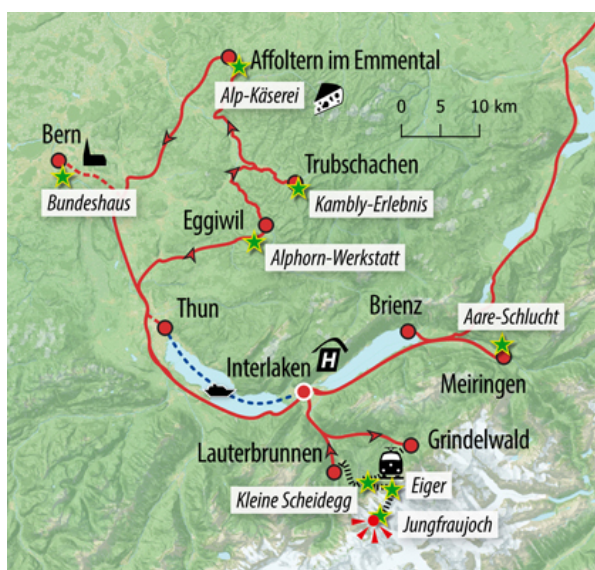 Affoltern im Emmental
Alp-Käserei
0 5 10 km
Bern
Bundeshaus
Trubschachen
Kambly-Erlebnis
Eggiwil
Alphorn-Werkstatt
Thun
Brienz
Aare-Schlucht
Interlaken
H
Meiringen
Lauterbrunnen
Grindelwald
Kleine Scheidegg
Eiger
Jungfraujoch